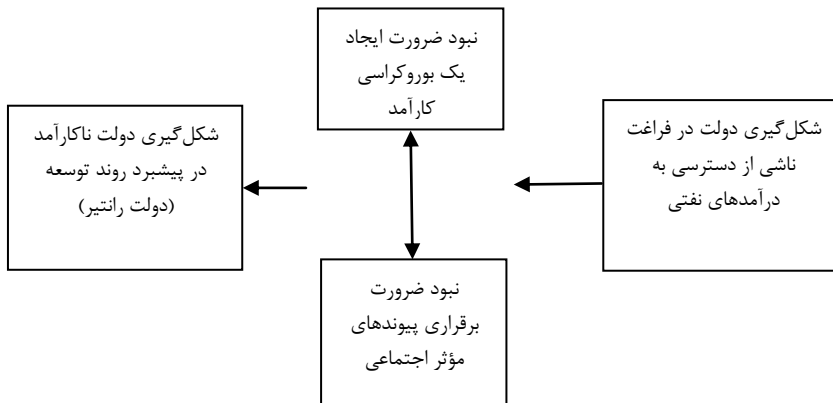 نبود ضرورت ایجاد
یک بوروکراسی
کارآمد
شکل‌گیری دولت در فراغت
ناشی از دسترسی به
درآمدهای نفتی
شکل‌گیری دولت ناکارآمد
در پیشبرد روند توسعه
(دولت رانتیر)
نبود ضرورت
برقراری پیوندهای
مؤثر اجتماعی